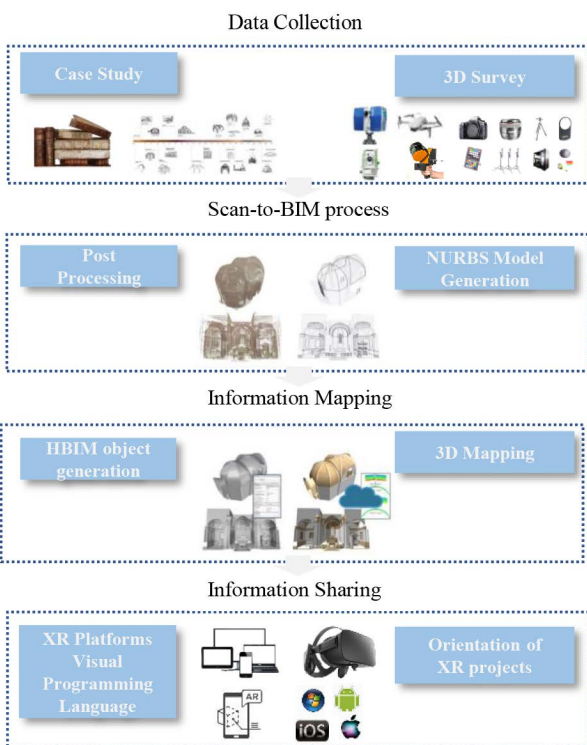 Data Collection
Case Study
3D Survey
Scan-to-BIM process
Post
Processing
NURBS Model
Generation
Information Mapping
HBIM object
generation
3D Mapping
Information Sharing
XR Platforms
Visual
Programming
Language
Orientation of
XR projects
AR
iOS